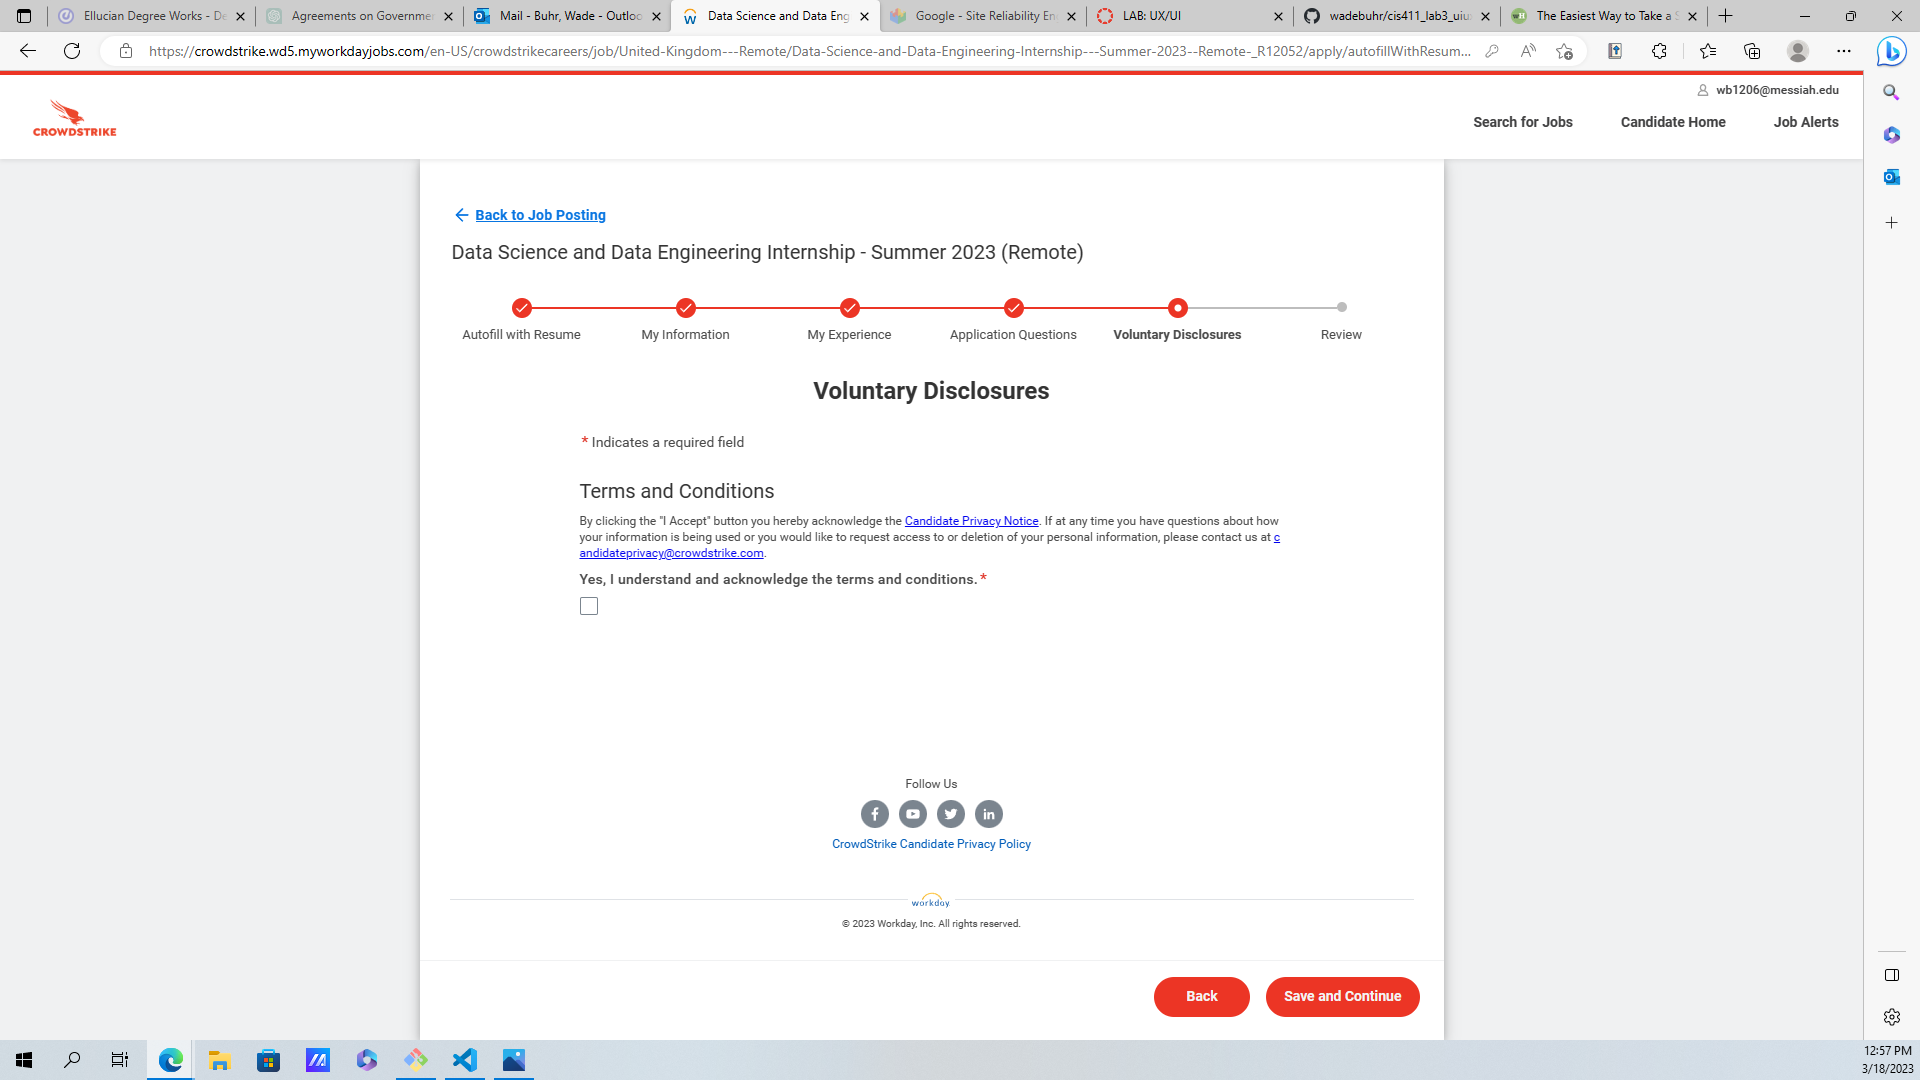 Ellucian Degree Works - De
Agreements on Governmen
Mail - Buhr, Wade - Outloo
Data Science and Data Eng
Google - Site Reliability En
LAB: UX/UI
wadebuhr/cis411_lab3_uiux
The Easiest Way to Take a S
https://crowdstrike.wd5.myworkdayjobs.com/en-US/crowdstrikecareers/job/United-Kingdom---Remote/Data-Science-and-Data-Engineering-Internship---Summer-2023--Remote-_R12052/apply/autofillWithResum...
wb1206@messiah.edu
CROWDSTRIKE
Search for Jobs
Candidate Home
Job Alerts
Back to Job Posting
Data Science and Data Engineering Internship - Summer 2023 (Remote)
Autofill with Resume
My Information
My Experience
Application Questions
Voluntary Disclosures
Review
Voluntary Disclosures
* Indicates a required field
Terms and Conditions
By clicking the "I Accept" button you hereby acknowledge the Candidate Privacy Notice. If at any time you have questions about how
your information is being used or you would like to request access to or deletion of your personal information, please contact us at c
andidateprivacy@crowdstrike.com.
Yes, I understand and acknowledge the terms and conditions. *
Follow Us
CrowdStrike Candidate Privacy Policy
workday.
© 2023 Workday, Inc. All rights reserved.
Back
Save and Continue
12:57 PM
3/18/2023